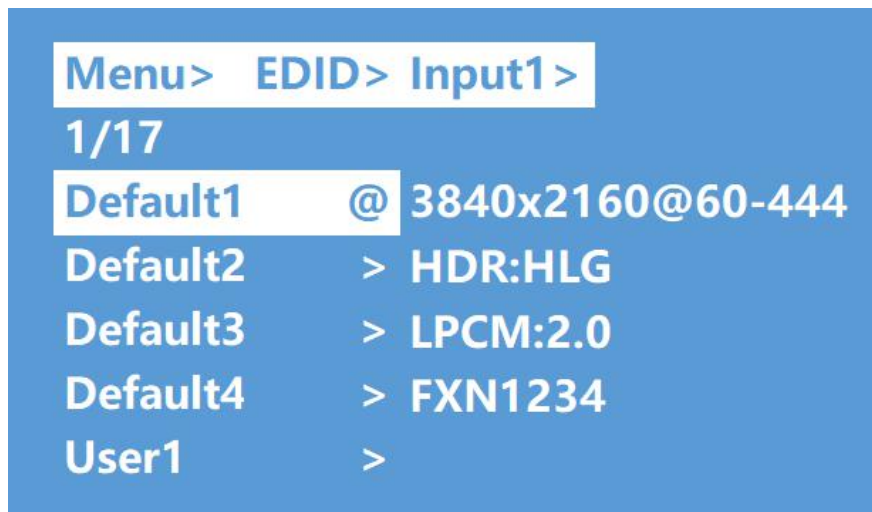 Menu> EDID> Input1>
1/17
Default1 @ 3840x2160@60-444
Default2 > HDR:HLG
Default3 > LPCM:2.0
Default4 > FXN1234
User1 >